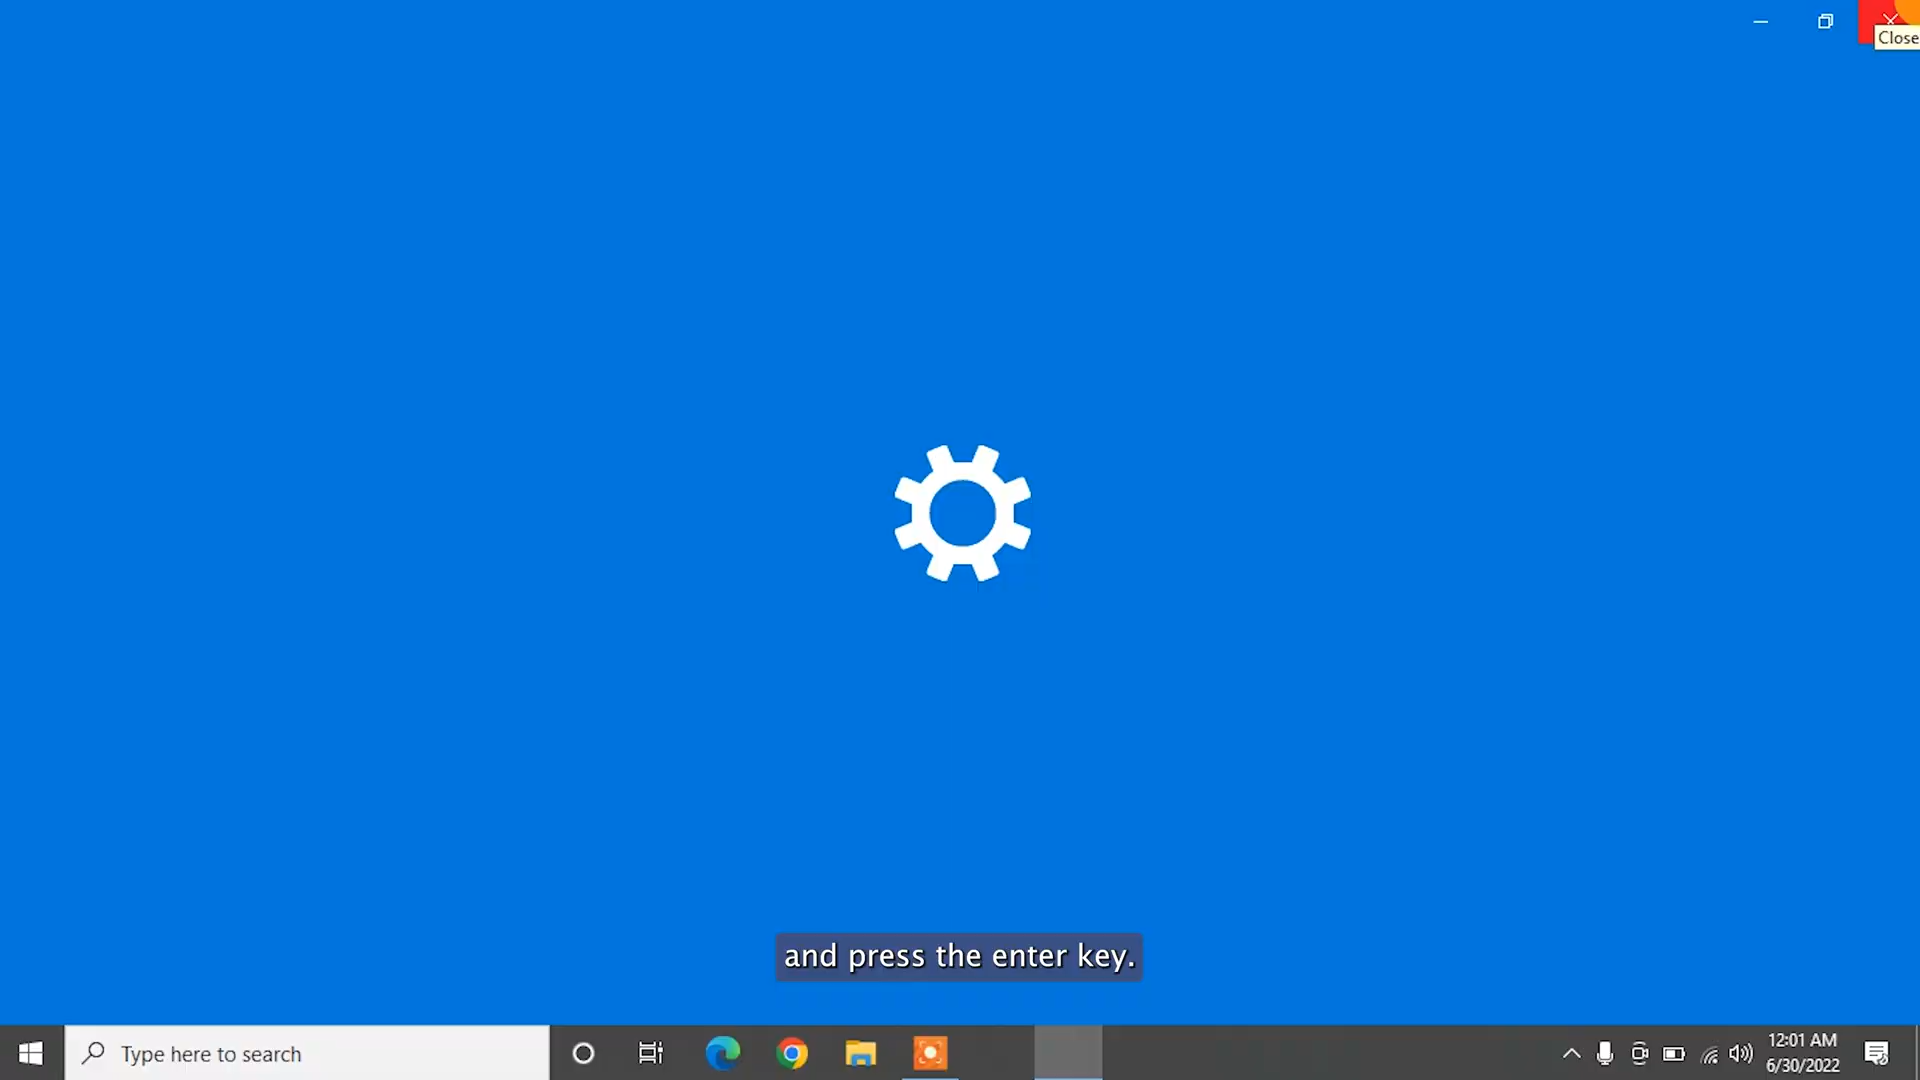 Close
and press the enter key.
Type here to search
12:01 AM
6/30/2022